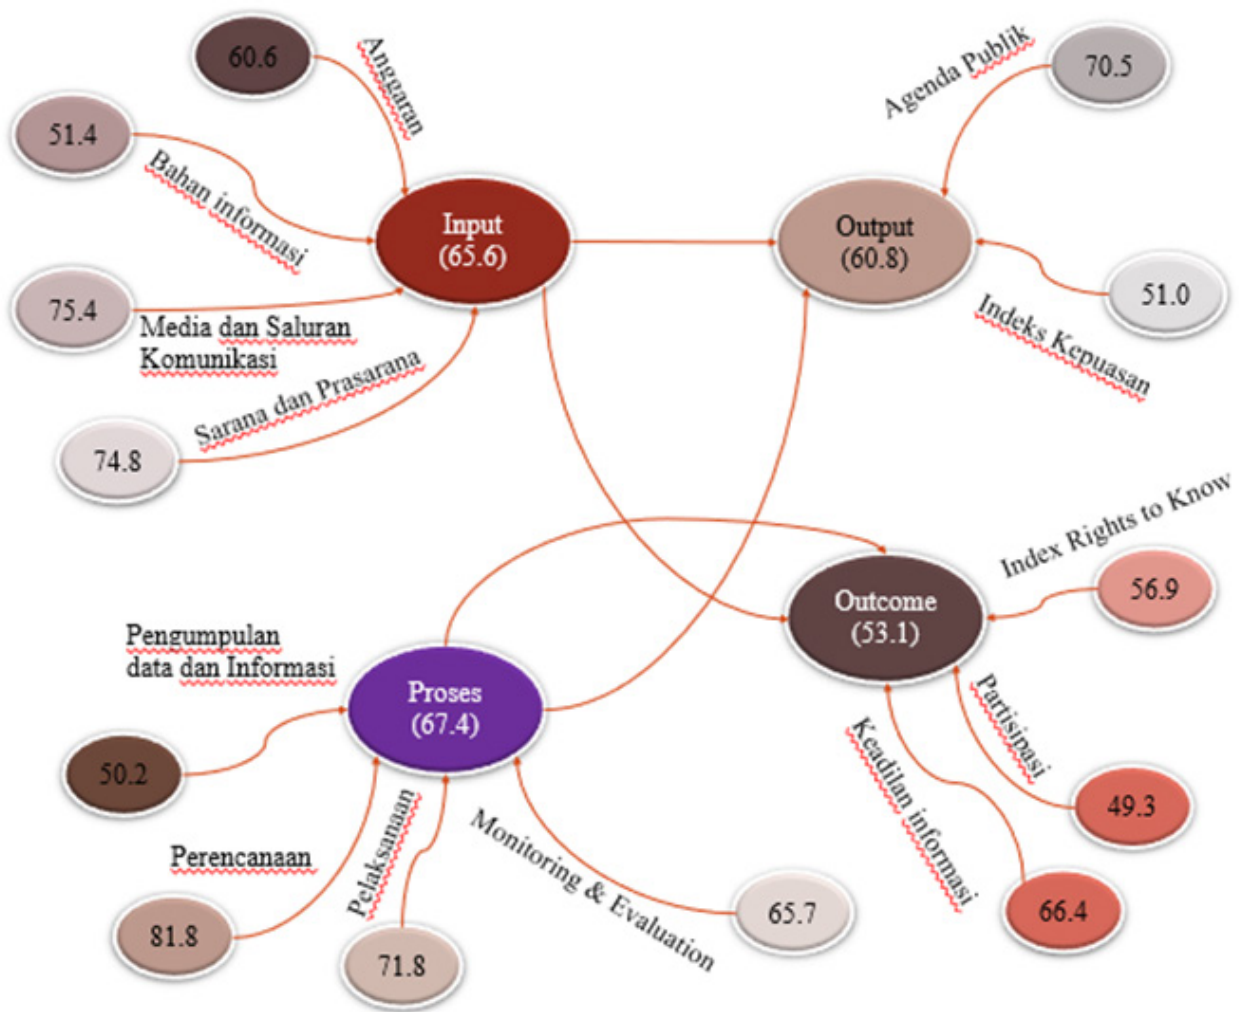 60.6
Anggaran
51.4
Bahan informasi
75.4
Media dan Saluran
Komunikasi
74.8
Sarana dan Prasarana
Input
(65.6)
Agenda Publik
70.5
Output
(60.8)
51.0
Indeks Kepuasan
Index Rights to Know
56.9
Outcome
(53.1)
Partisipasi
49.3
Keadilan informasi
66.4
Pengumpulan
data dan Informasi
50.2
Proses
(67.4)
Perencanaan
81.8
Pelaksanaan
71.8
Monitoring & Evaluation
65.7